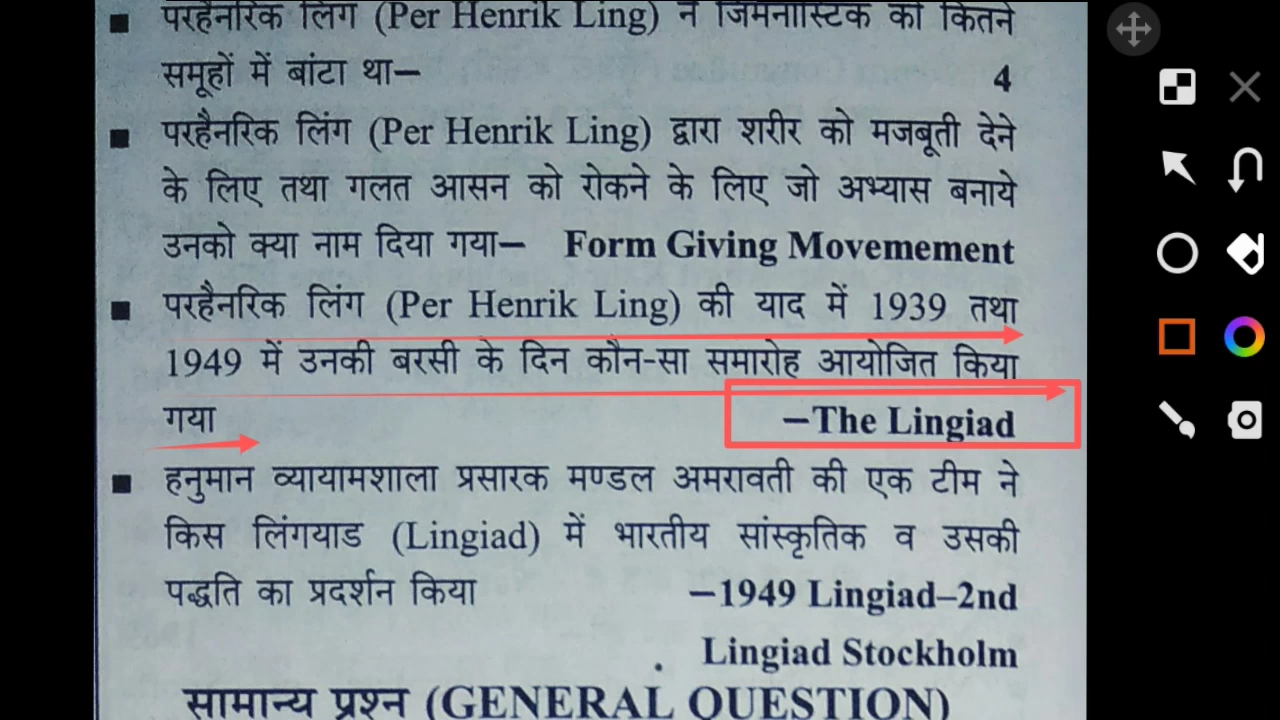 ■ परहैनरिक लिंग (Per Henrik Ling) ने जिमनास्टिक को कितने
समूहों में बांटा था– 4
■ परहैनरिक लिंग (Per Henrik Ling) द्वारा शरीर को मजबूती देने
के लिए तथा गलत आसन को रोकने के लिए जो अभ्यास बनाये
उनको क्या नाम दिया गया– Form Giving Movemement
■ परहैनरिक लिंग (Per Henrik Ling) की याद में 1939 तथा
1949 में उनकी बरसी के दिन कौन-सा समारोह आयोजित किया
गया –The Lingiad
■ हनुमान व्यायामशाला प्रसारक मण्डल अमरावती की एक टीम ने
किस लिंगयाड (Lingiad) में भारतीय सांस्कृतिक व उसकी
पद्धति का प्रदर्शन किया –1949 Lingiad–2nd
Lingiad Stockholm
सामान्य प्रश्न (GENERAL QUESTION)